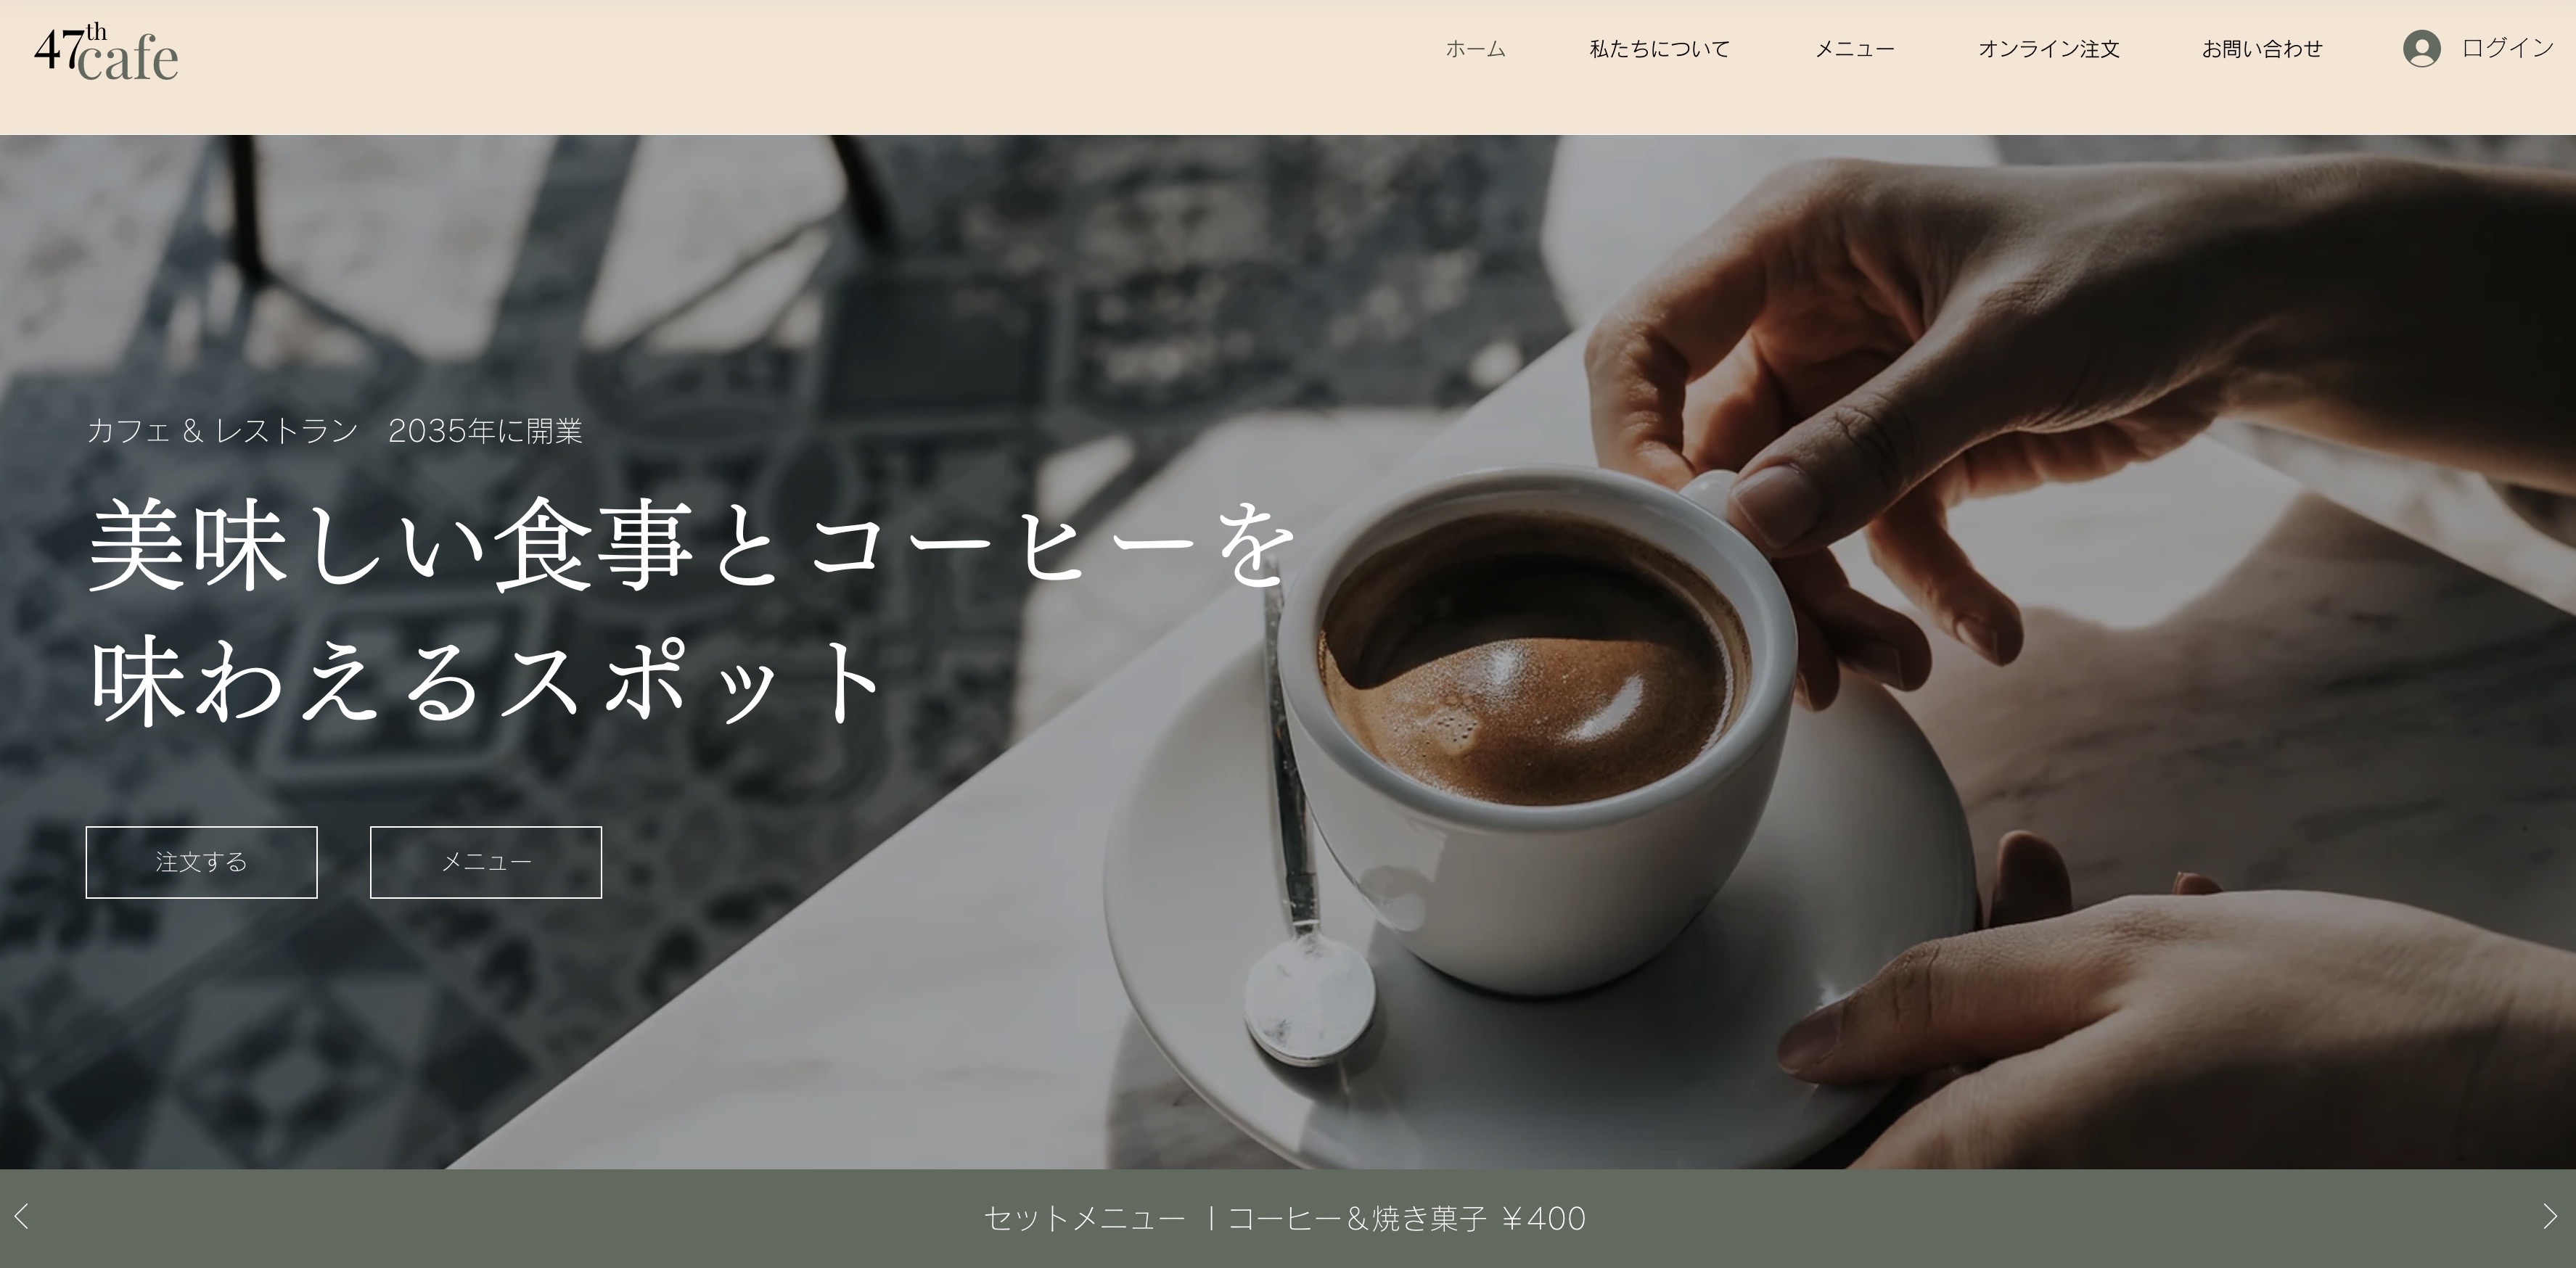 47th cafe
ホーム 私たちについて メニュー オンライン注文 お問い合わせ ログイン
カフェ & レストラン　2035年に開業
美味しい食事とコーヒーを
味わえるスポット
注文する メニュー
セットメニュー | コーヒー＆焼き菓子 ￥400